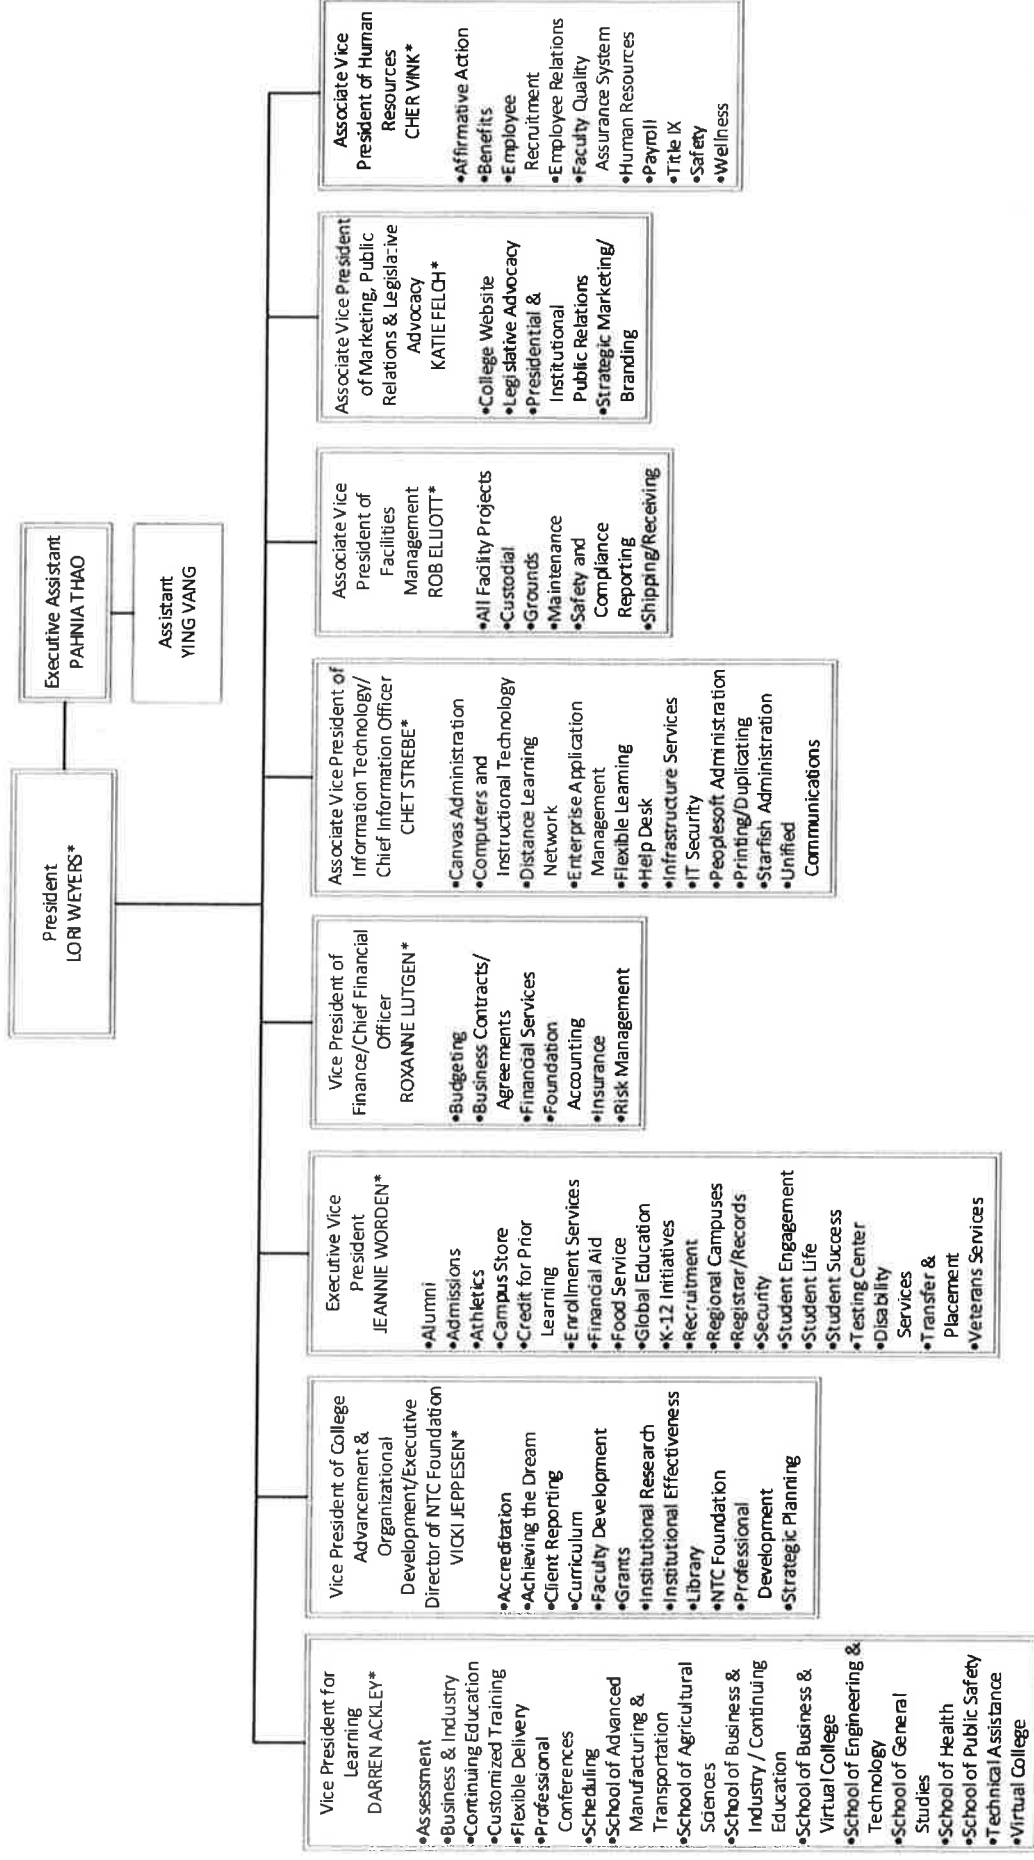 President
LORI WEYERS*
Executive Assistant
PAHNIA THAO
Assistant
YING VANG
Vice President for
Learning
DARREN ACKLEY*
•Assessment
•Business & Industry
•Continuing Education
•Customized Training
•Flexible Delivery
•Professional
Conferences
•Scheduling
•School of Advanced
Manufacturing &
Transportation
•School of Agricultural
Sciences
•School of Business &
Industry / Continuing
Education
•School of Business &
Virtual College
•School of Engineering &
Technology
•School of General
Studies
•School of Health
•School of Public Safety
•Technical Assistance
•Virtual College
Vice President of College
Advancement &
Organizational
Development/Executive
Director of NTC Foundation
VICKI JEPPESEN*
•Accreditation
•Achieving the Dream
•Client Reporting
•Curriculum
•Faculty Development
•Grants
•Institutional Research
•Institutional Effectiveness
•Library
•NTC Foundation
•Professional
Development
•Strategic Planning
Executive Vice
President
JEANNIE WORDEN*
•Alumni
•Admissions
•Athletics
•Campus Store
•Credit for Prior
Learning
•Enrollment Services
•Financial Aid
•Food Service
•Global Education
•K-12 Initiatives
•Recruitment
•Regional Campuses
•Registrar/Records
•Security
•Student Engagement
•Student Life
•Student Success
•Testing Center
•Disability
Services
•Transfer &
Placement
•Veterans Services
Vice President of
Finance/Chief Financial
Officer
ROXANNE LUTGEN*
•Budgeting
•Business Contracts/
Agreements
•Financial Services
•Foundation
Accounting
•Insurance
•Risk Management
Associate Vice President of
Information Technology/
Chief Information Officer
CHET STREBE*
•Canvas Administration
•Computers and
Instructional Technology
•Distance Learning
Network
•Enterprise Application
Management
•Flexible Learning
•Help Desk
•Infrastructure Services
•IT Security
•Peoplesoft Administration
•Printing/Duplicating
•Starfish Administration
•Unified
Communications
Associate Vice
President of
Facilities
Management
ROB ELLIOTT*
•All Facility Projects
•Custodial
•Grounds
•Maintenance
•Safety and
Compliance
Reporting
•Shipping/Receiving
Associate Vice President
of Marketing, Public
Relations & Legislative
Advocacy
KATIE FELCH*
•College Website
•Legislative Advocacy
•Presidential &
Institutional
Public Relations
•Strategic Marketing/
Branding
Associate Vice
President of Human
Resources
CHER VINK*
•Affirmative Action
•Benefits
•Employee
Recruitment
•Employee Relations
•Faculty Quality
Assurance System
•Human Resources
•Payroll
•Title IX
•Safety
•Wellness